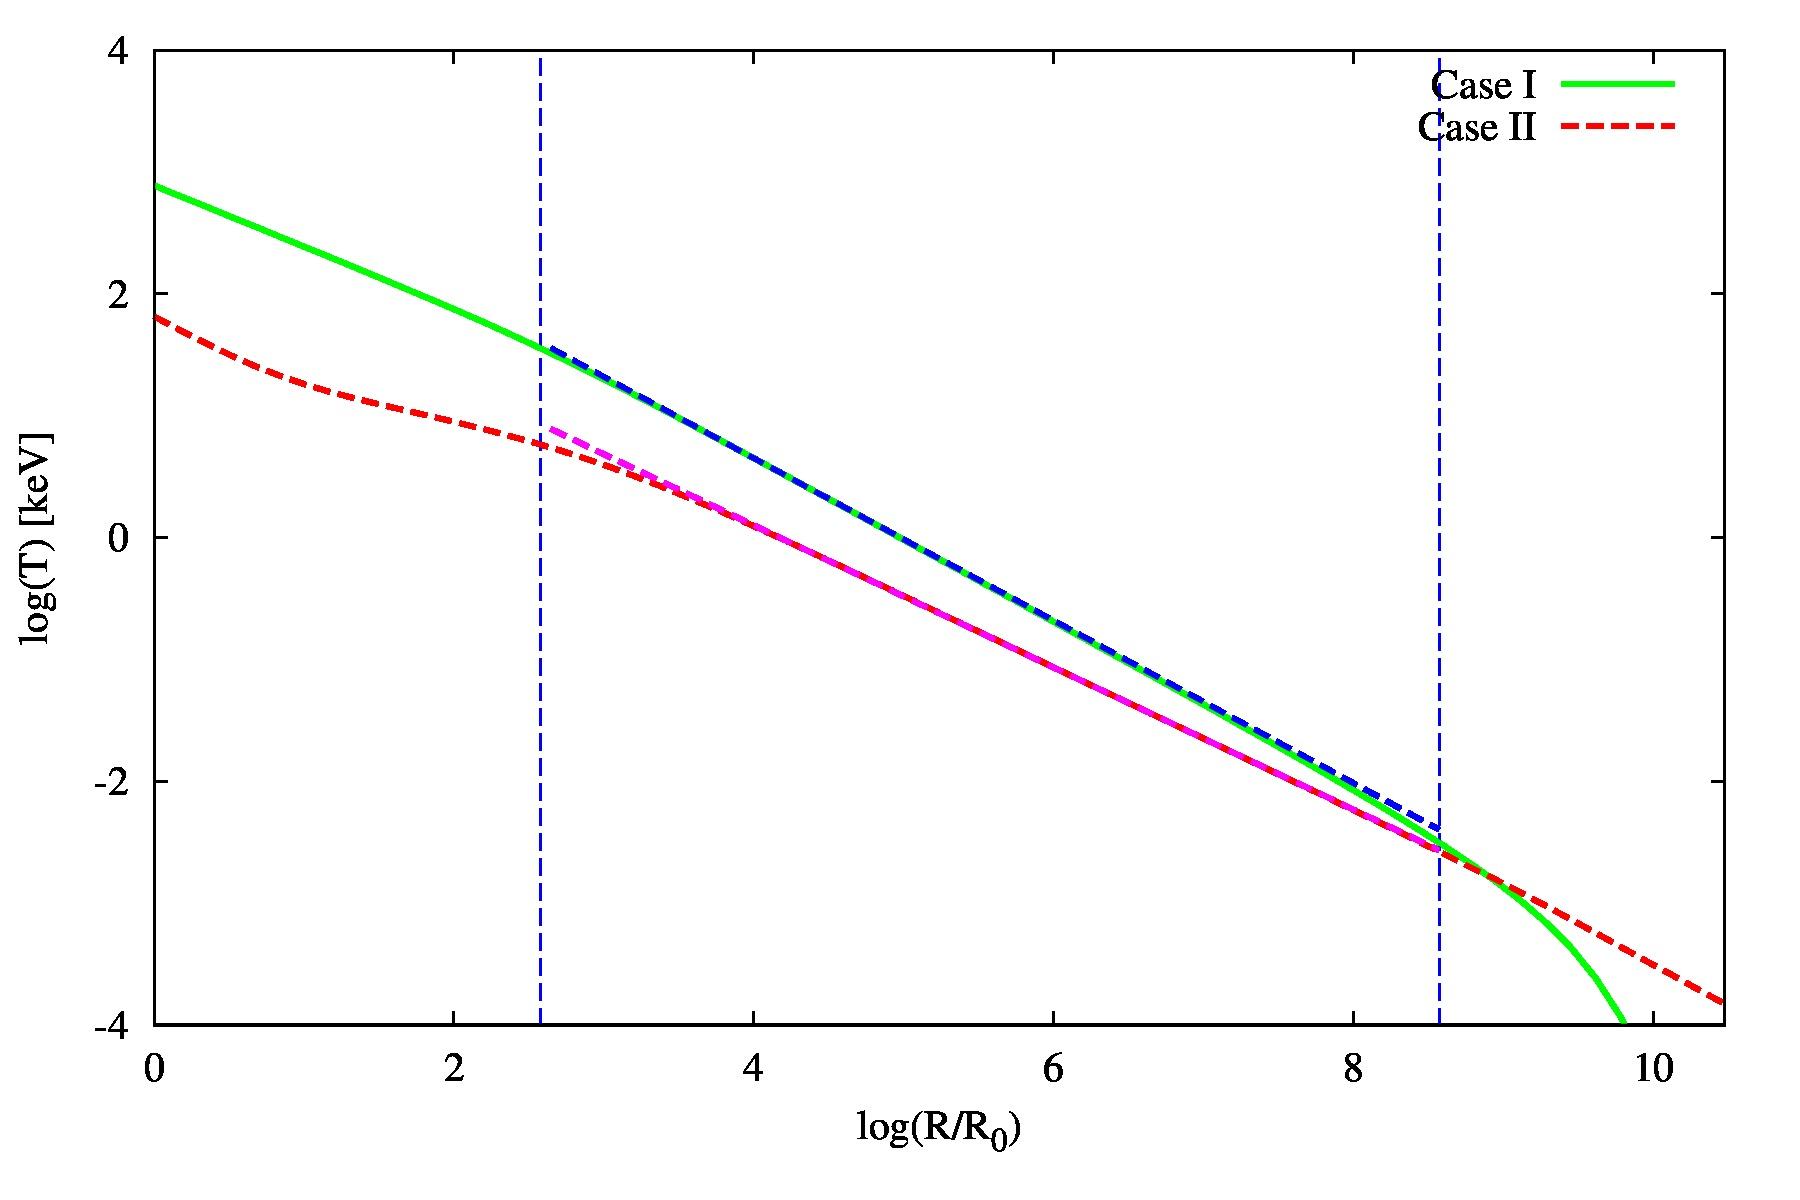 4
2
0
-2
-4
log(T) [keV]
Case I
Case II
0 2 4 6 8 10
log(R/R₀)